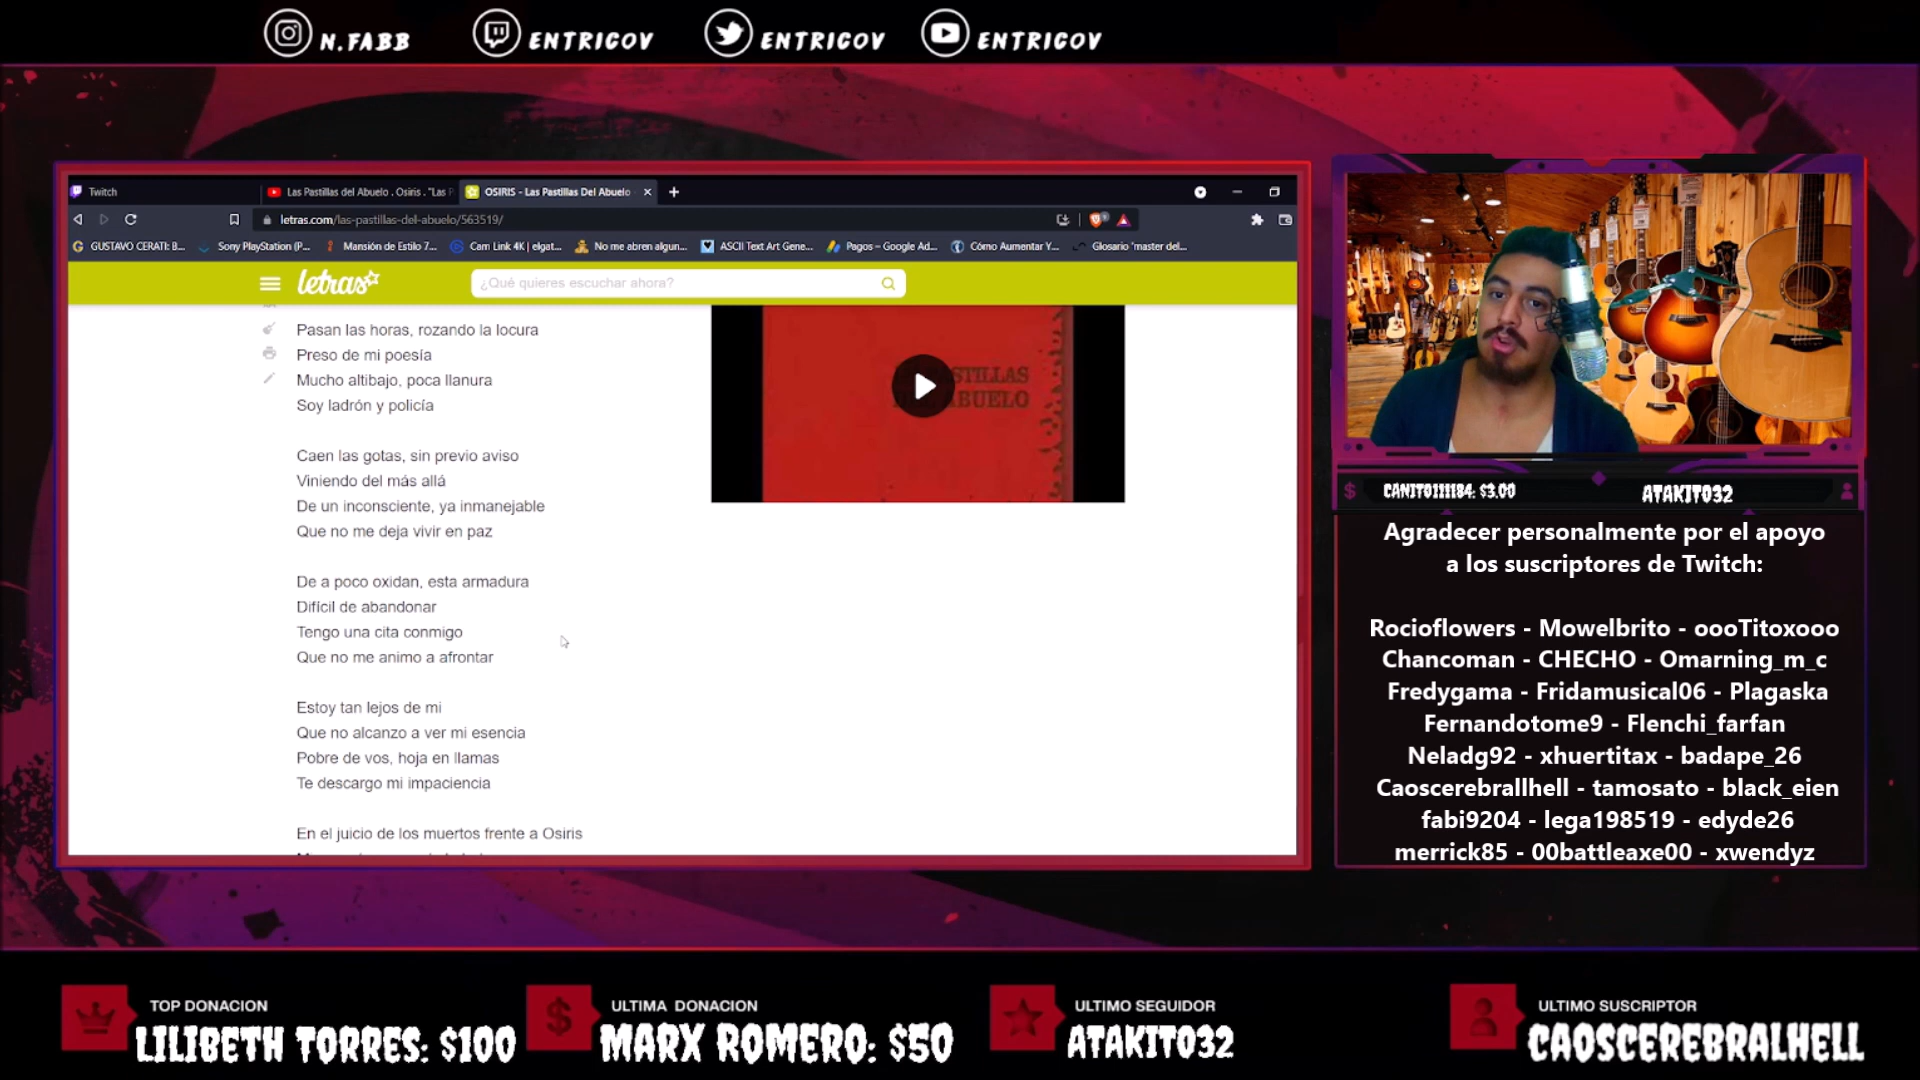 N.FABB
ENTRICOV
ENTRICOV
ENTRICOV
Twitch
Las Pastillas del Abuelo . Osiris . "Las P
OSIRIS - Las Pastillas Del Abuelo
letras.com/las-pastillas-del-abuelo/563519/
GUSTAVO CERATI: B...
Sony PlayStation (P...
Mansión de Estilo 7...
Cam Link 4K | elgat...
No me abren algun...
ASCII Text Art Gene...
Pagos – Google Ad...
Cómo Aumentar Y...
Glosario 'master del...
letras
¿Qué quieres escuchar ahora?
Pasan las horas, rozando la locura
Preso de mi poesía
Mucho altibajo, poca llanura
Soy ladrón y policía
Caen las gotas, sin previo aviso
Viniendo del más allá
De un inconsciente, ya inmanejable
Que no me deja vivir en paz
De a poco oxidan, esta armadura
Difícil de abandonar
Tengo una cita conmigo
Que no me animo a afrontar
Estoy tan lejos de mi
Que no alcanzo a ver mi esencia
Pobre de vos, hoja en llamas
Te descargo mi impaciencia
En el juicio de los muertos frente a Osiris
ASTILLAS
ABUELO
CANITO111184: $3.00
ATAKITO32
Agradecer personalmente por el apoyo
a los suscriptores de Twitch:
Rocioflowers - Mowelbrito - oooTitoxooo
Chancoman - CHECHO - Omarning_m_c
Fredygama - Fridamusical06 - Plagaska
Fernandotome9 - Flenchi_farfan
Neladg92 - xhuertitax - badape_26
Caoscerebrallhell - tamosato - black_eien
fabi9204 - lega198519 - edyde26
merrick85 - 00battleaxe00 - xwendyz
TOP DONACION
LILIBETH TORRES: $100
ULTIMA DONACION
MARX ROMERO: $50
ULTIMO SEGUIDOR
ATAKITO32
ULTIMO SUSCRIPTOR
CAOSCEREBRALHELL